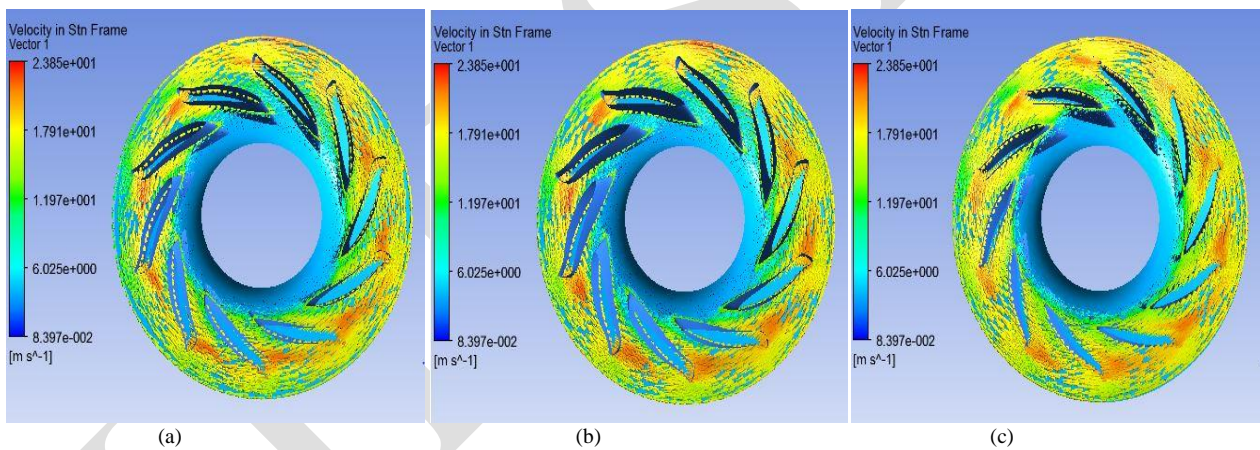 Velocity in Stn Frame
Vector 1
2.385e+001
1.791e+001
1.197e+001
6.025e+000
8.397e-002
[m s^-1]
(a)
Velocity in Stn Frame
Vector 1
2.385e+001
1.791e+001
1.197e+001
6.025e+000
8.397e-002
[m s^-1]
(b)
Velocity in Stn Frame
Vector 1
2.385e+001
1.791e+001
1.197e+001
6.025e+000
8.397e-002
[m s^-1]
(c)